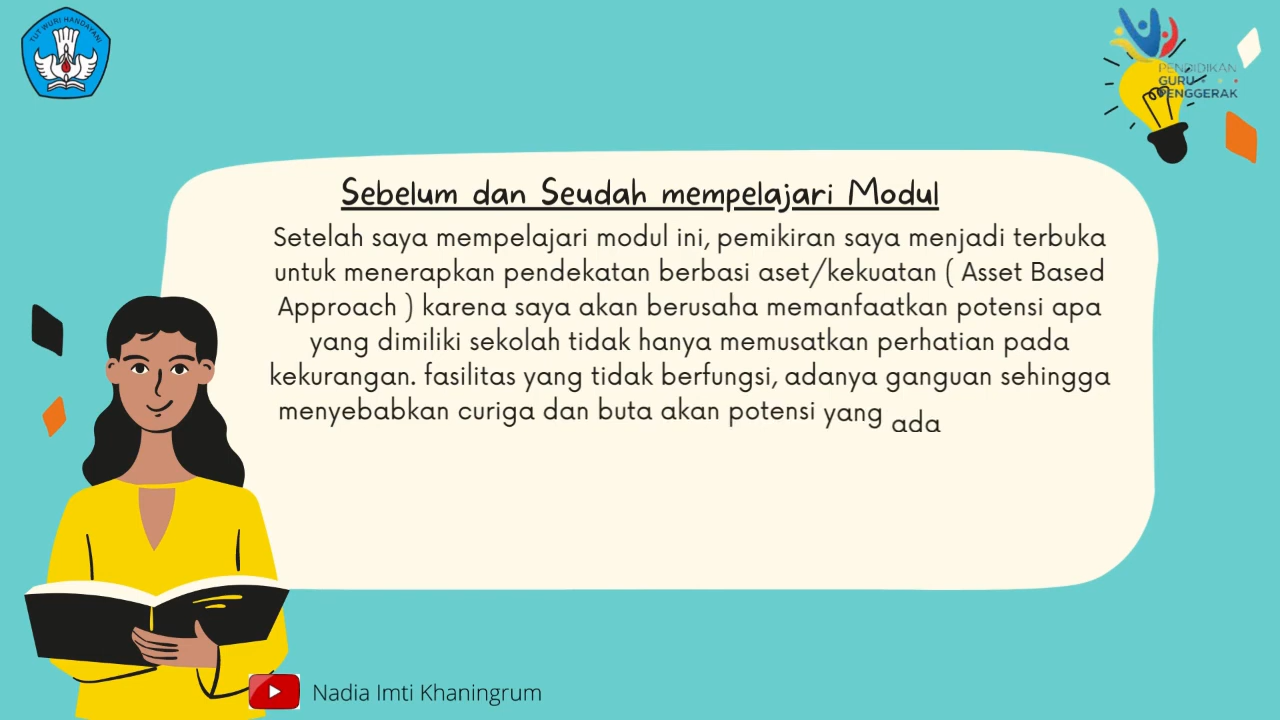 TUT WURI HANDAYANI
PENDIDIKAN
GURU
PENGGERAK
Sebelum dan Seudah mempelajari Modul
Setelah saya mempelajari modul ini, pemikiran saya menjadi terbuka
untuk menerapkan pendekatan berbasi aset/kekuatan ( Asset Based
Approach ) karena saya akan berusaha memanfaatkan potensi apa
yang dimiliki sekolah tidak hanya memusatkan perhatian pada
kekurangan. fasilitas yang tidak berfungsi, adanya ganguan sehingga
menyebabkan curiga dan buta akan potensi yang ada
Nadia Imti Khaningrum